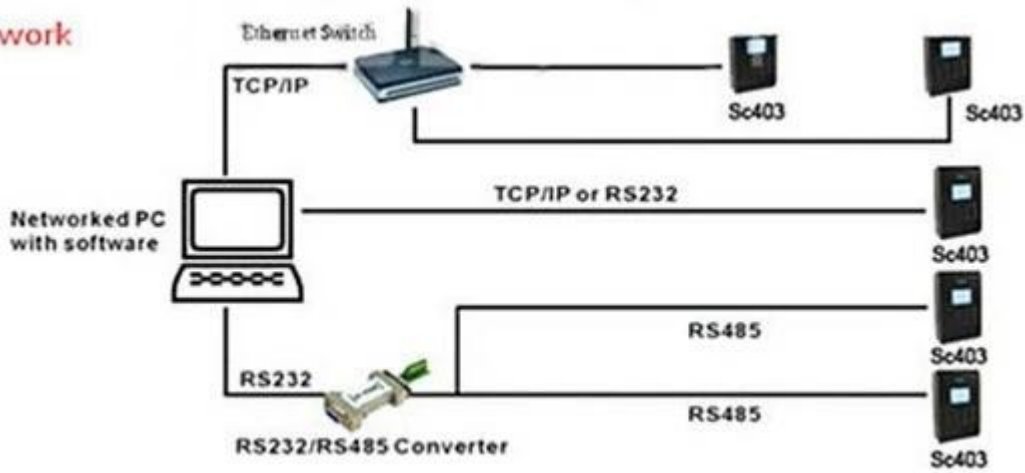 work
Ethernet Switch
TCP/IP
Sc403
Sc403
TCP/IP or RS232
Networked PC
with software
Sc403
RS485
Sc403
RS232
RS485
RS232/RS485 Converter
Sc403